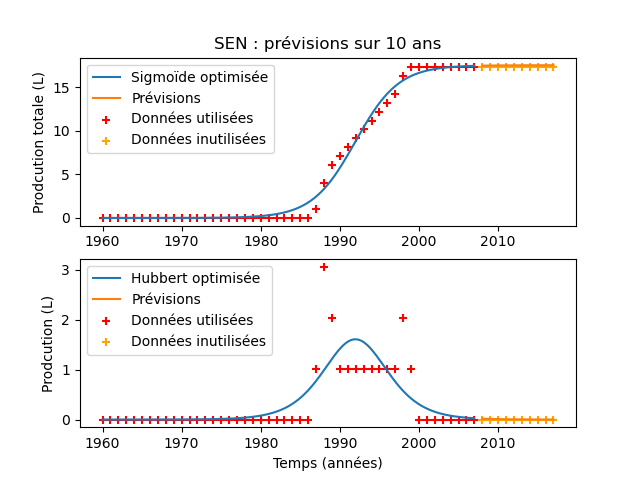 SEN : prévisions sur 10 ans
Prodcution totale (L)
15
10
5
0
Sigmoïde optimisée
Prévisions
Données utilisées
Données inutilisées
1960 1970 1980 1990 2000 2010
Prodcution (L)
3
2
1
0
Hubbert optimisée
Prévisions
Données utilisées
Données inutilisées
1960 1970 1980 1990 2000 2010
Temps (années)